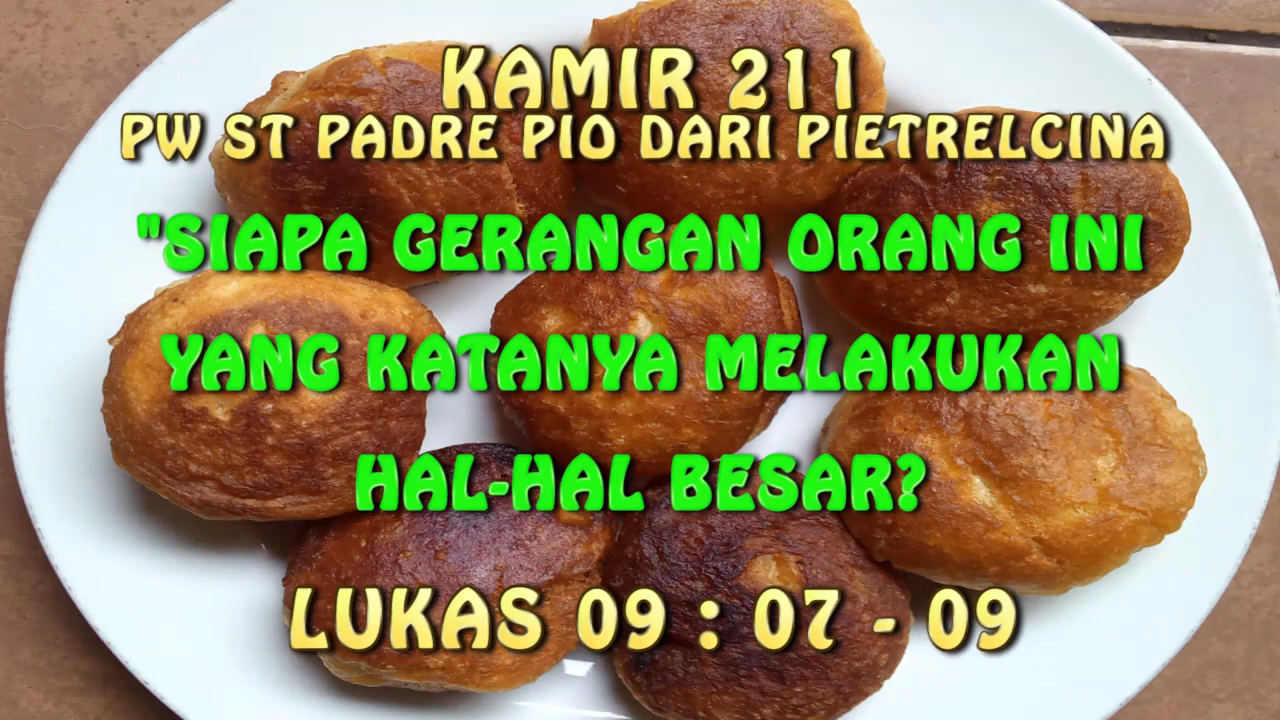 KAMIR 211
PW ST PADRE PIO DARI PIETRELCINA
"SIAPA GERANGAN ORANG INI
YANG KATANYA MELAKUKAN
HAL-HAL BESAR?
LUKAS 09 : 07 - 09